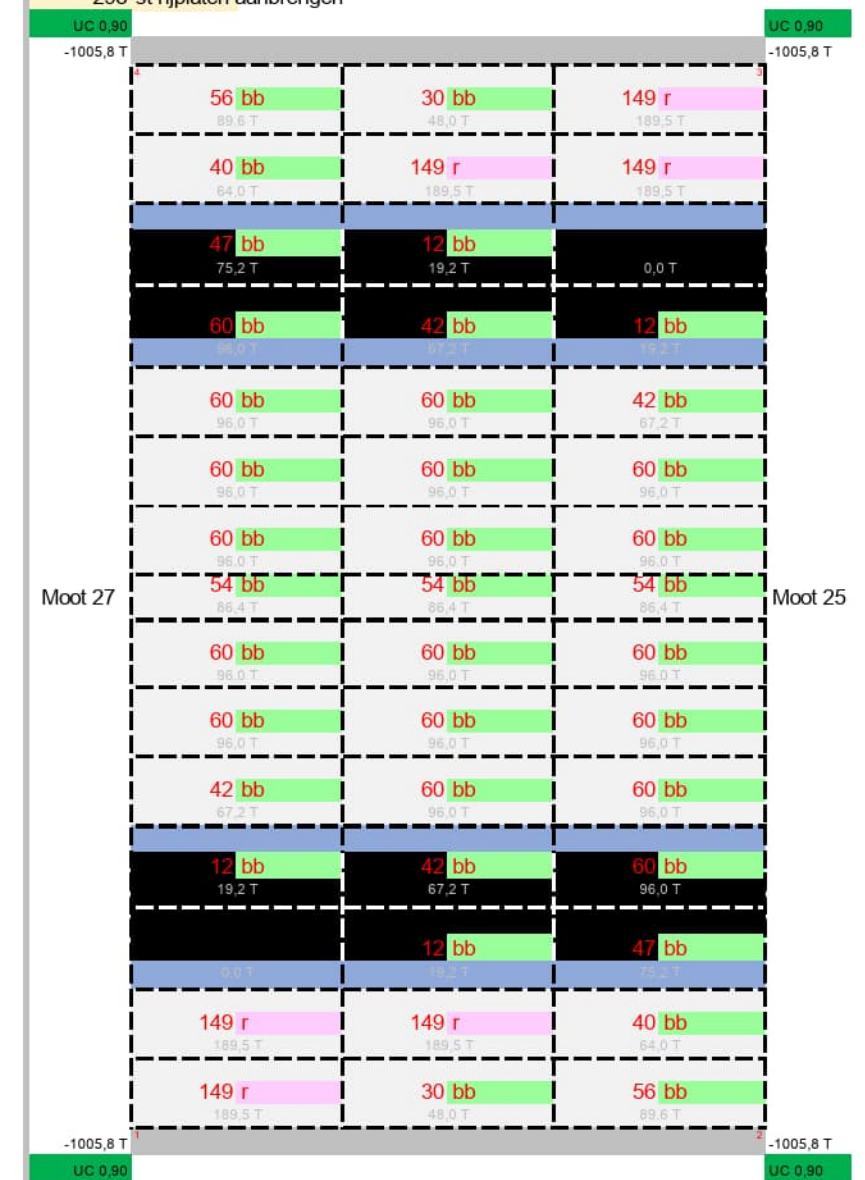 st rijplaten aanbrengen
UC 0,90 UC 0,90
-1005,8 T -1005,8 T
4 3
56 bb 30 bb 149 r
89,6 T 48,0 T 189,5 T
40 bb 149 r 149 r
64,0 T 189,5 T 189,5 T
47 bb 12 bb
75,2 T 19,2 T 0,0 T
60 bb 42 bb 12 bb
96,0 T 67,2 T 19,2 T
60 bb 60 bb 42 bb
96,0 T 96,0 T 67,2 T
60 bb 60 bb 60 bb
96,0 T 96,0 T 96,0 T
60 bb 60 bb 60 bb
96,0 T 96,0 T 96,0 T
54 bb 54 bb 54 bb
Moot 27 86,4 T 86,4 T 86,4 T Moot 25
60 bb 60 bb 60 bb
96,0 T 96,0 T 96,0 T
60 bb 60 bb 60 bb
96,0 T 96,0 T 96,0 T
42 bb 60 bb 60 bb
67,2 T 96,0 T 96,0 T
12 bb 42 bb 60 bb
19,2 T 67,2 T 96,0 T
12 bb 47 bb
0,0 T 19,2 T 75,2 T
149 r 149 r 40 bb
189,5 T 189,5 T 64,0 T
149 r 30 bb 56 bb
189,5 T 48,0 T 89,6 T
1 2
-1005,8 T -1005,8 T
UC 0,90 UC 0,90